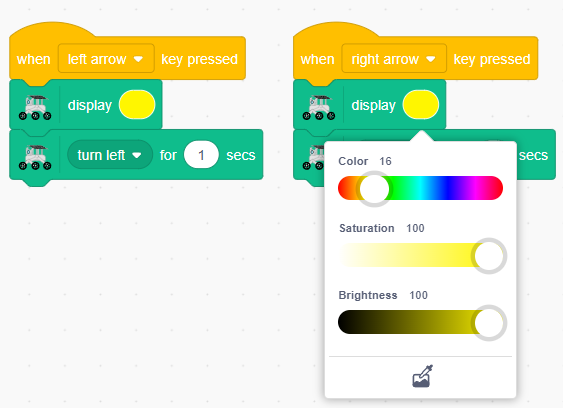 when left arrow key pressed
display
turn left for 1 secs
when right arrow key pressed
display
secs
Color 16
Saturation 100
Brightness 100